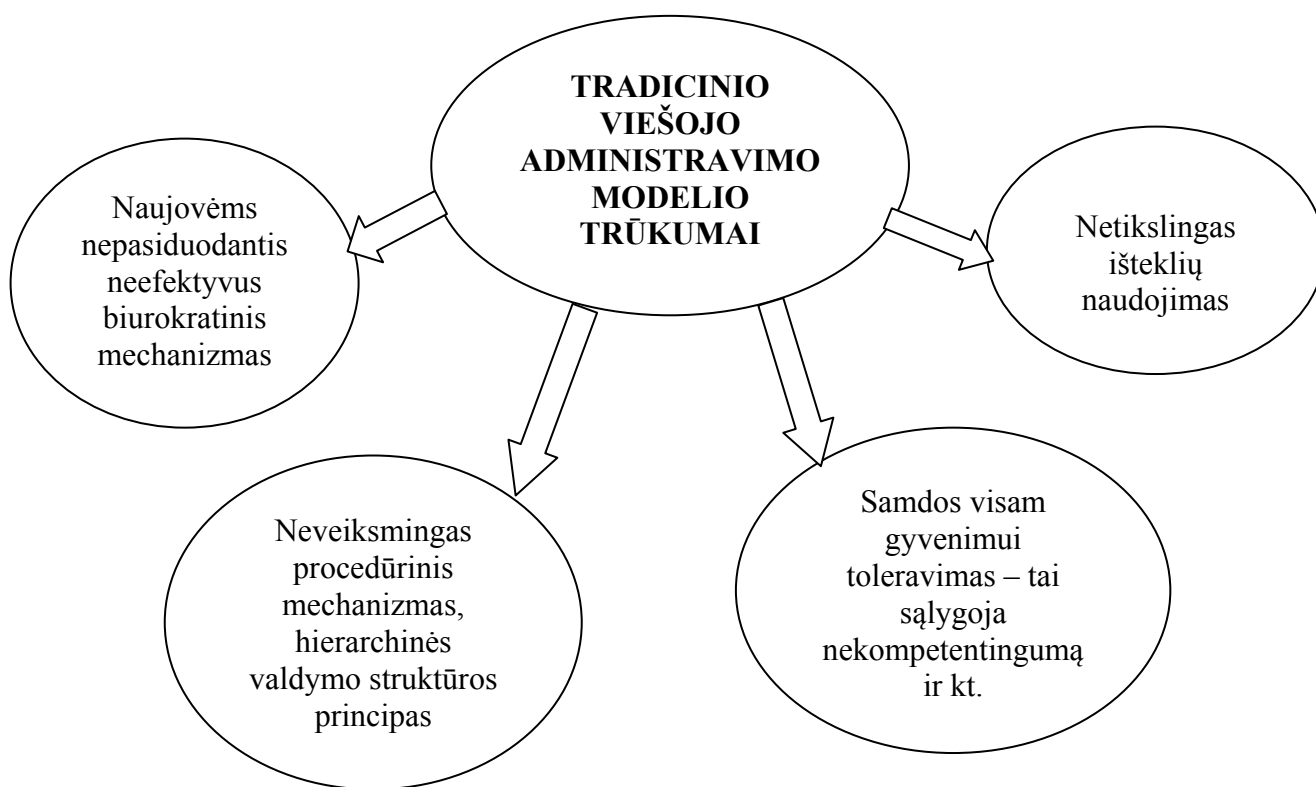 TRADICINIO
VIEŠOJO
ADMINISTRAVIMO
MODELIO
TRŪKUMAI
Naujovėms
nepasiduodantis
neefektyvus
biurokratinis
mechanizmas
Netikslingas
išteklių
naudojimas
Neveiksmingas
procedūrinis
mechanizmas,
hierarchinės
valdymo struktūros
principas
Samdos visam
gyvenimui
toleravimas – tai
sąlygoja
nekompetentingumą
ir kt.